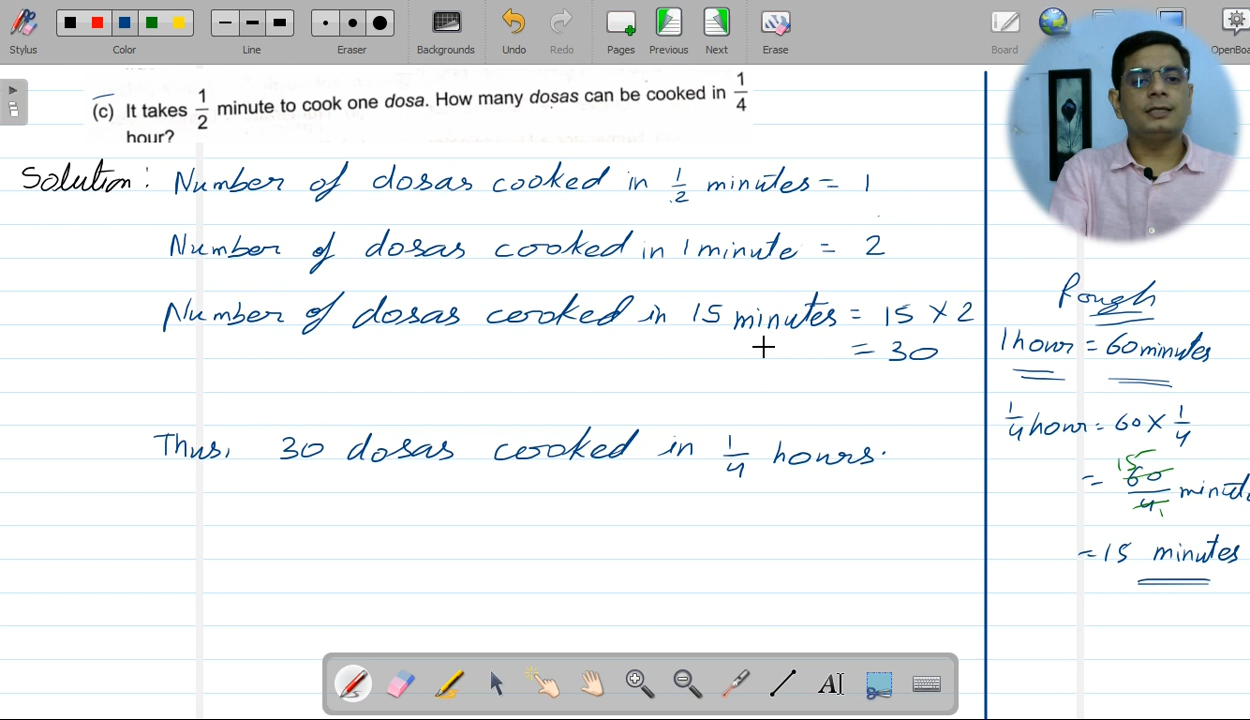 Stylus
Color
Line
Eraser
Backgrounds
Undo
Redo
Pages
Previous
Next
Erase
Board
OpenBoa
(c) It takes 1/2 minute to cook one dosa. How many dosas can be cooked in 1/4
hour?
Solution: Number of dosas cooked in 1/2 minutes = 1
Number of dosas cooked in 1 minute = 2
Number of dosas cooked in 15 minutes = 15 × 2
= 30
Thus, 30 dosas cooked in 1/4 hours.
Rough
1 hour = 60 minutes
1/4 hour = 60 × 1/4
15
= 60/4 minute
1
= 15 minutes
AI